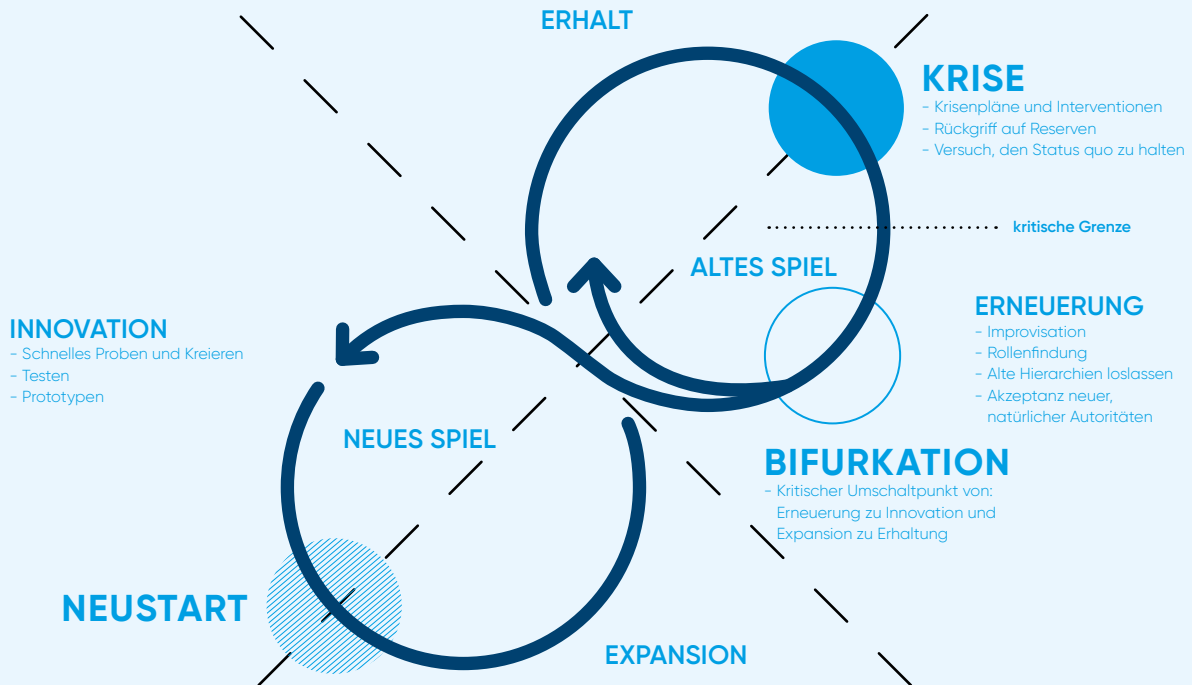 ERHALT
KRISE
- Krisenpläne und Interventionen
- Rückgriff auf Reserven
- Versuch, den Status quo zu halten
kritische Grenze
ALTES SPIEL
ERNEUERUNG
- Improvisation
- Rollenfindung
- Alte Hierarchien loslassen
- Akzeptanz neuer,
natürlicher Autoritäten
INNOVATION
- Schnelles Proben und Kreieren
- Testen
- Prototypen
NEUES SPIEL
BIFURKATION
- Kritischer Umschaltpunkt von:
Erneuerung zu Innovation und
Expansion zu Erhaltung
NEUSTART
EXPANSION